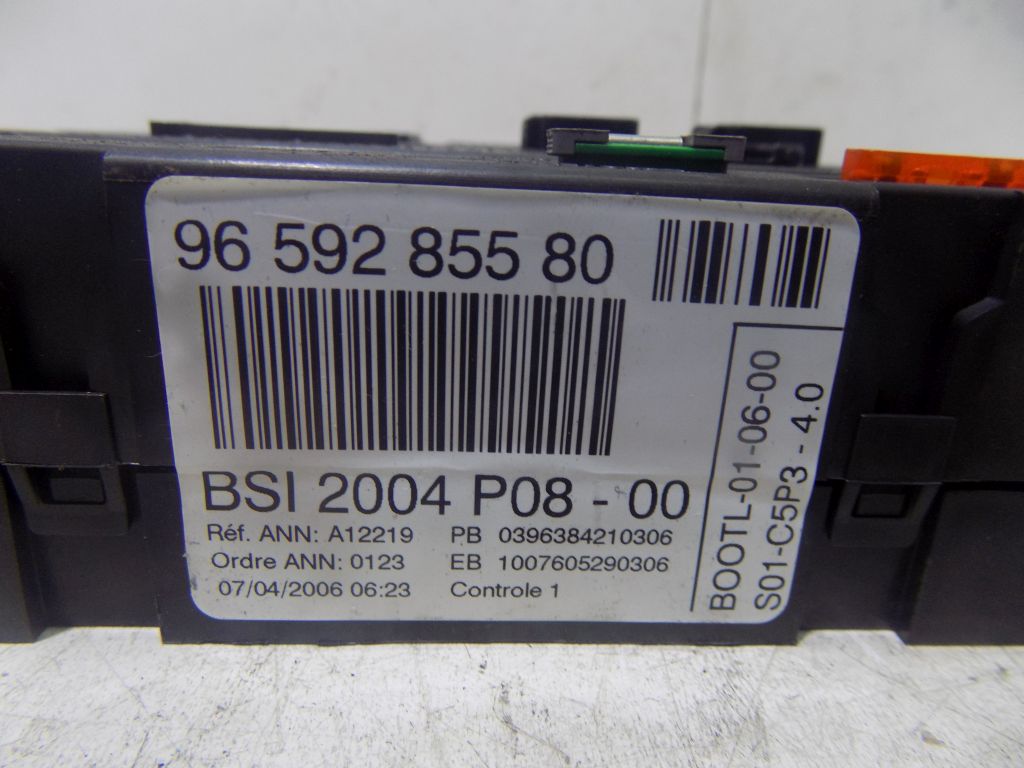 96 592 855 80
BSI 2004 P08 - 00
Réf. ANN: A12219 PB 0396384210306
Ordre ANN: 0123 EB 1007605290306
07/04/2006 06:23 Controle 1
BOOTL-01-06-00
S01-C5P3 - 4.0